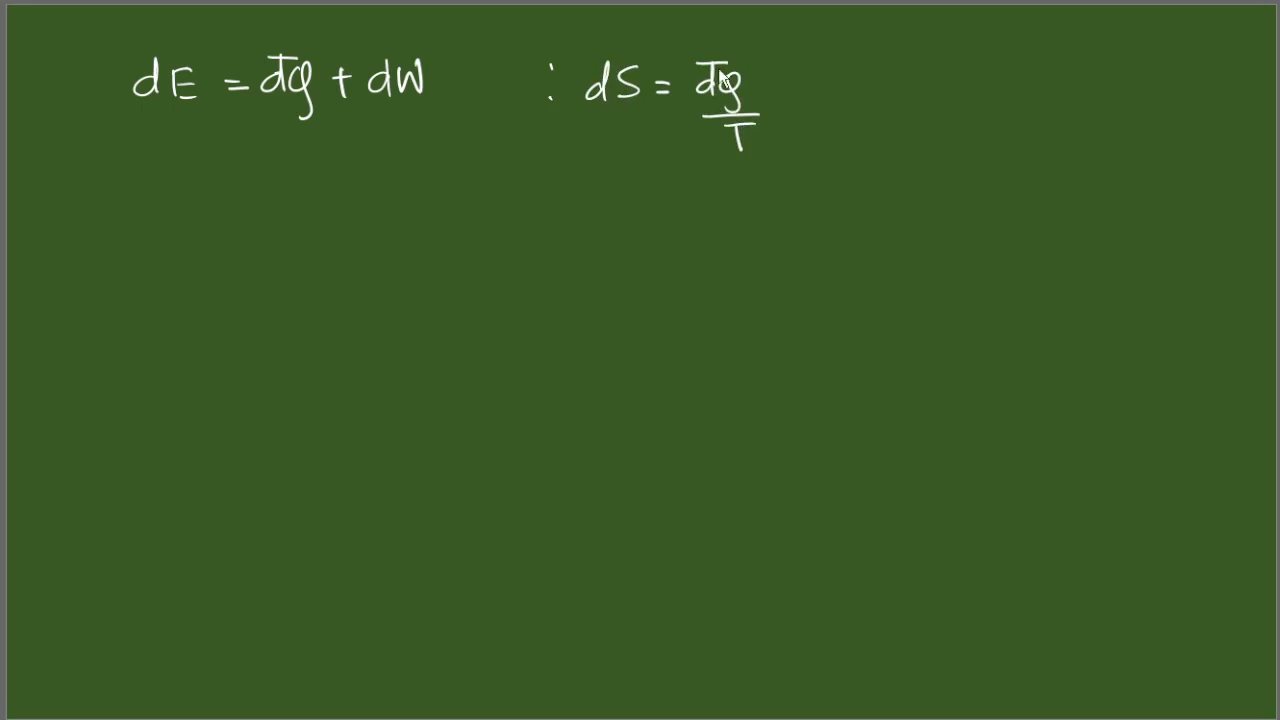 dE = đQ + dW : dS = đQ / T